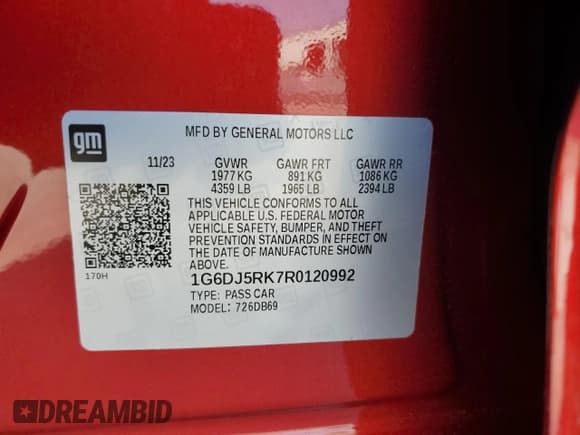 gm
MFD BY GENERAL MOTORS LLC
11/23 GVWR GAWR FRT GAWR RR
1977 KG 891 KG 1086 KG
4359 LB 1965 LB 2394 LB
THIS VEHICLE CONFORMS TO ALL
APPLICABLE U.S. FEDERAL MOTOR
VEHICLE SAFETY, BUMPER, AND THEFT
PREVENTION STANDARDS IN EFFECT ON
THE DATE OF MANUFACTURE SHOWN
ABOVE.
170H
1G6DJ5RK7R0120992
TYPE: PASS CAR
MODEL: 726DB69
DREAMBID